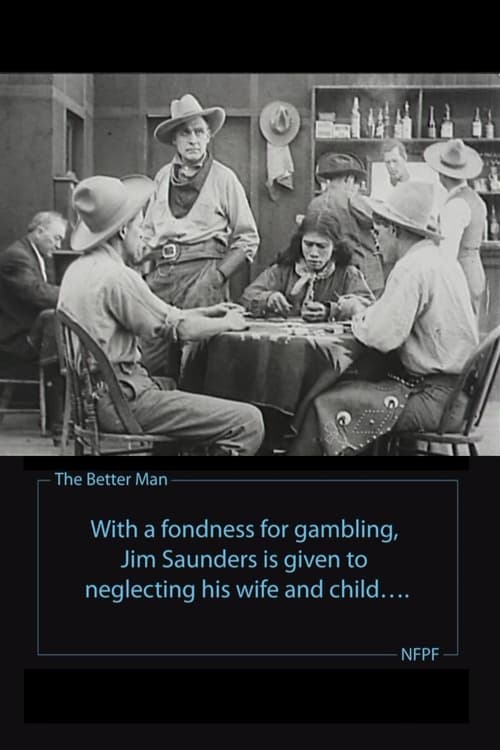 The Better Man
With a fondness for gambling,
Jim Saunders is given to
neglecting his wife and child....
NFPF